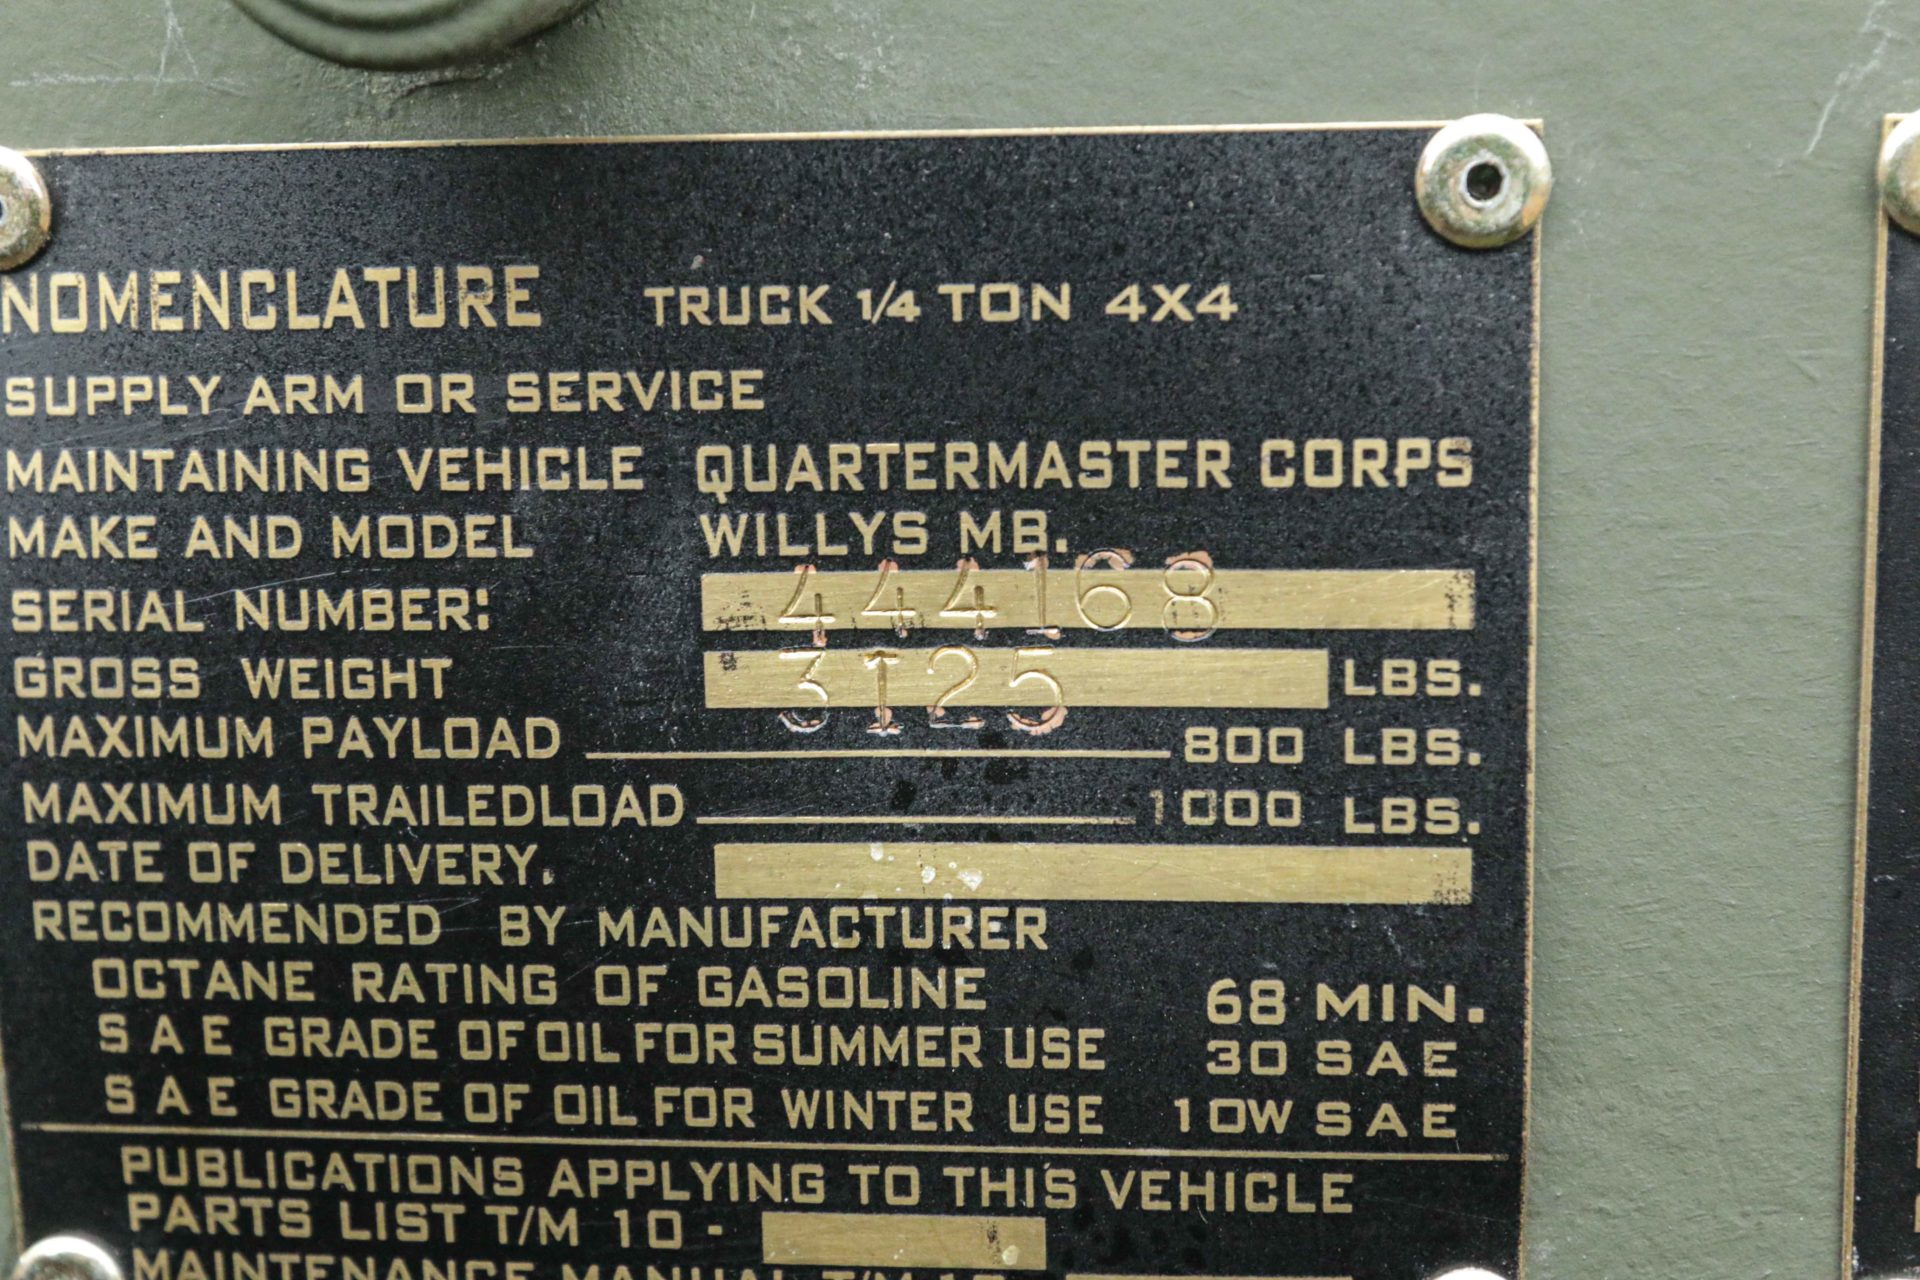 NOMENCLATURE TRUCK 1/4 TON 4X4
SUPPLY ARM OR SERVICE
MAINTAINING VEHICLE QUARTERMASTER CORPS
MAKE AND MODEL WILLYS MB.
SERIAL NUMBER: 444168
GROSS WEIGHT 3125 LBS.
MAXIMUM PAYLOAD 800 LBS.
MAXIMUM TRAILEDLOAD 1000 LBS.
DATE OF DELIVERY.
RECOMMENDED BY MANUFACTURER
OCTANE RATING OF GASOLINE 68 MIN.
S A E GRADE OF OIL FOR SUMMER USE 30 SAE
S A E GRADE OF OIL FOR WINTER USE 10W SAE
PUBLICATIONS APPLYING TO THIS VEHICLE
PARTS LIST T/M 10 -
MAINTENANCE MANUAL T/M 10